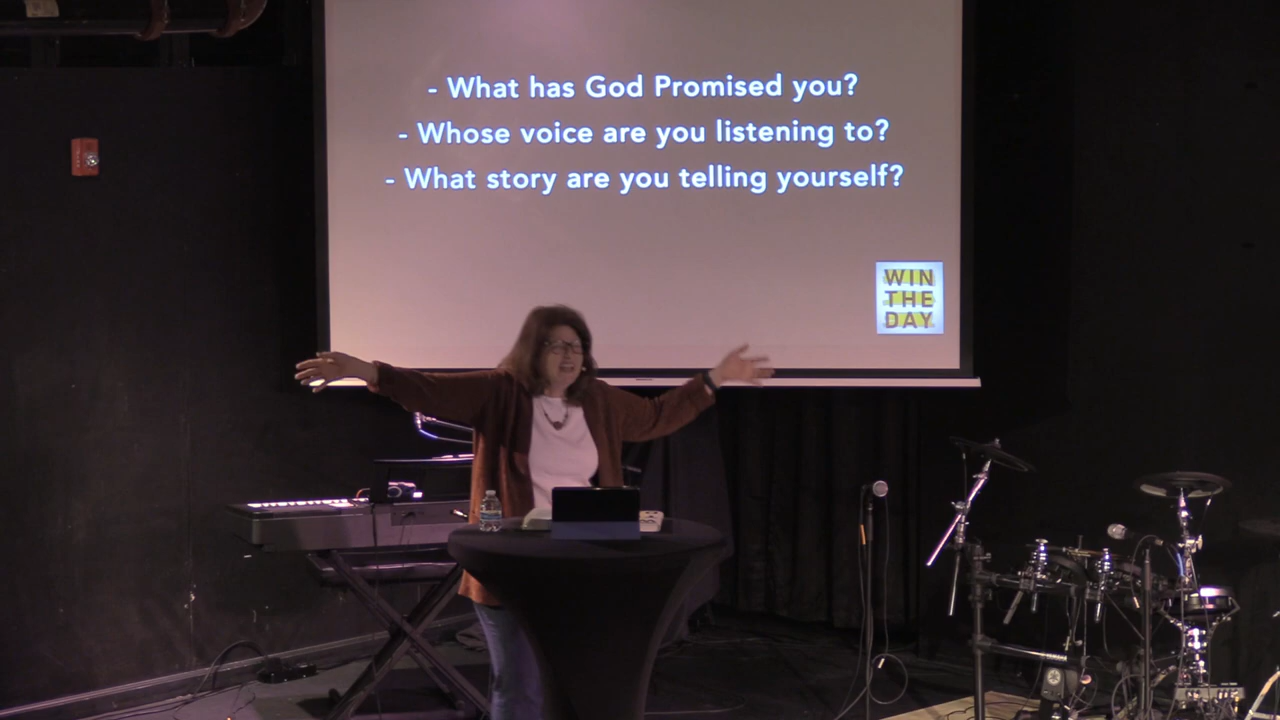 - What has God Promised you?
- Whose voice are you listening to?
- What story are you telling yourself?
WIN
THE
DAY